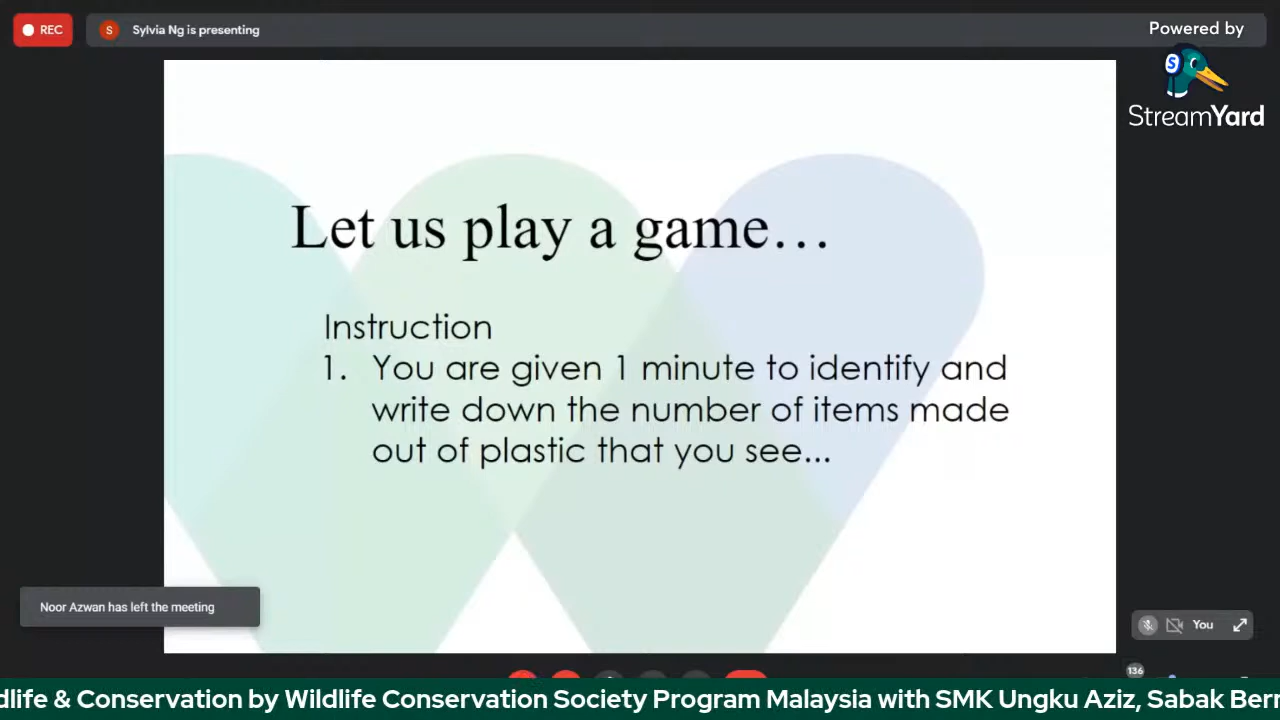 REC
S
Sylvia Ng is presenting
Powered by
S
StreamYard
Let us play a game…
Instruction
1. You are given 1 minute to identify and
write down the number of items made
out of plastic that you see...
Noor Azwan has left the meeting
You
136
dlife & Conservation by Wildlife Conservation Society Program Malaysia with SMK Ungku Aziz, Sabak Ber